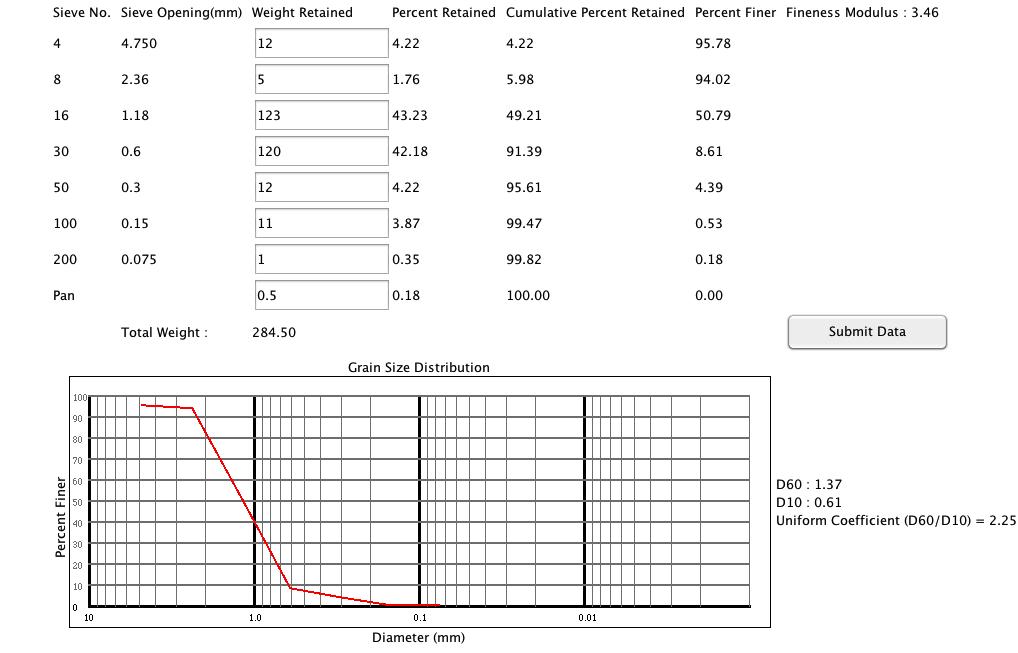 Sieve No. Sieve Opening(mm) Weight Retained Percent Retained Cumulative Percent Retained Percent Finer Fineness Modulus : 3.46
4 4.750 12 4.22 4.22 95.78
8 2.36 5 1.76 5.98 94.02
16 1.18 123 43.23 49.21 50.79
30 0.6 120 42.18 91.39 8.61
50 0.3 12 4.22 95.61 4.39
100 0.15 11 3.87 99.47 0.53
200 0.075 1 0.35 99.82 0.18
Pan 0.5 0.18 100.00 0.00
Total Weight : 284.50
Submit Data
Grain Size Distribution
100
90
80
70
60
50
40
30
20
10
0
Percent Finer
10 1.0 0.1 0.01
Diameter (mm)
D60 : 1.37
D10 : 0.61
Uniform Coefficient (D60/D10) = 2.25